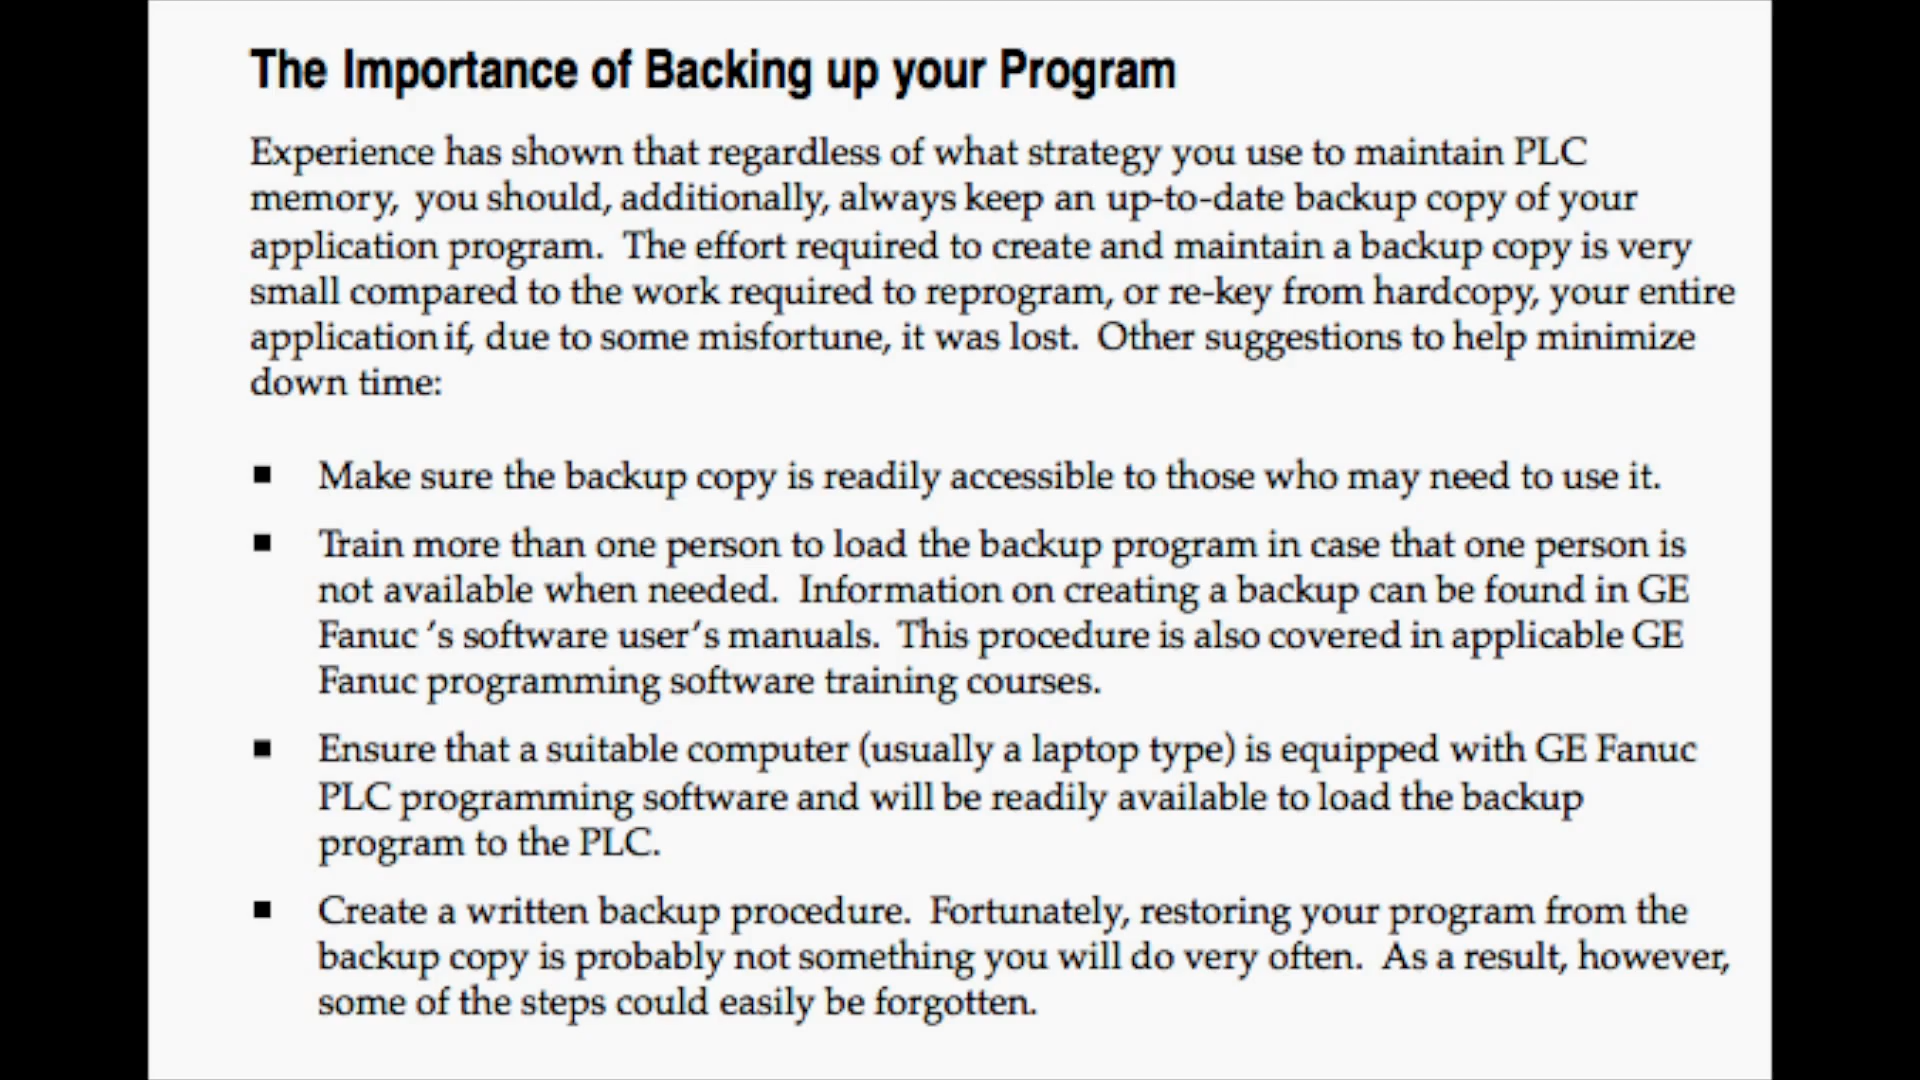 The Importance of Backing up your Program
Experience has shown that regardless of what strategy you use to maintain PLC
memory, you should, additionally, always keep an up-to-date backup copy of your
application program. The effort required to create and maintain a backup copy is very
small compared to the work required to reprogram, or re-key from hardcopy, your entire
application if, due to some misfortune, it was lost. Other suggestions to help minimize
down time:
■ Make sure the backup copy is readily accessible to those who may need to use it.
■ Train more than one person to load the backup program in case that one person is
not available when needed. Information on creating a backup can be found in GE
Fanuc 's software user's manuals. This procedure is also covered in applicable GE
Fanuc programming software training courses.
■ Ensure that a suitable computer (usually a laptop type) is equipped with GE Fanuc
PLC programming software and will be readily available to load the backup
program to the PLC.
■ Create a written backup procedure. Fortunately, restoring your program from the
backup copy is probably not something you will do very often. As a result, however,
some of the steps could easily be forgotten.